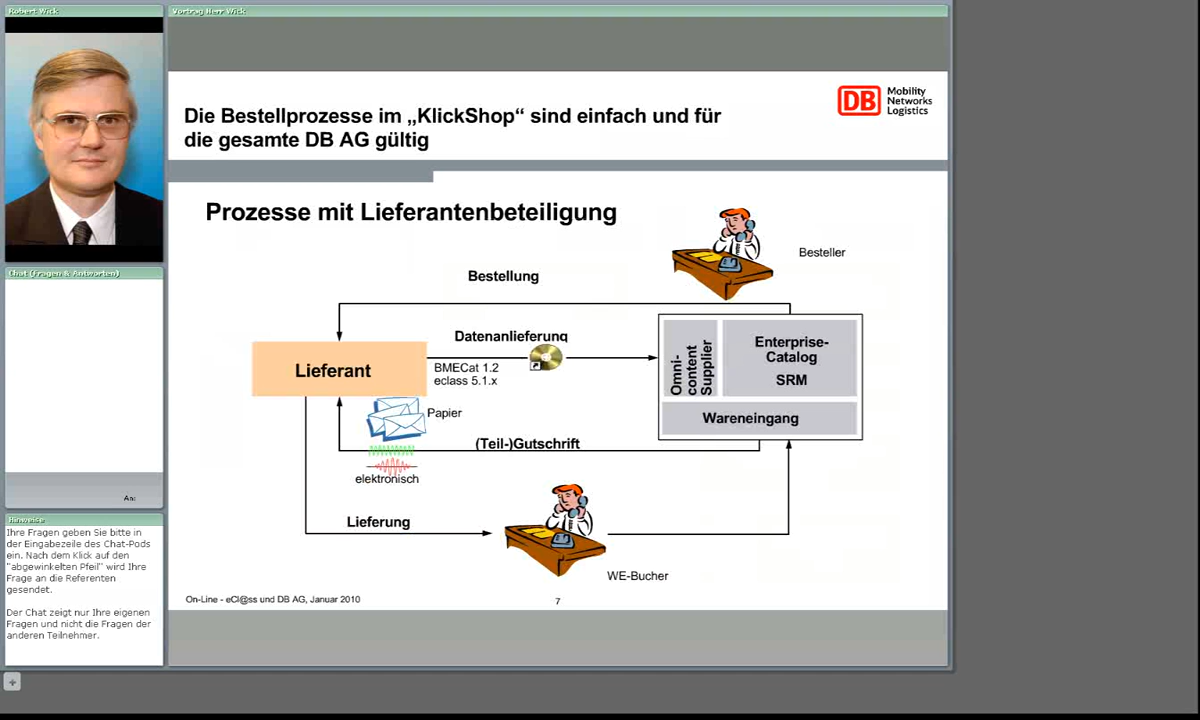 Robert Wick
Vortrag Herr Wick
Die Bestellprozesse im „KlickShop“ sind einfach und für
die gesamte DB AG gültig
DB
Mobility
Networks
Logistics
Prozesse mit Lieferantenbeteiligung
Besteller
Bestellung
Datenanlieferung
Lieferant
BMECat 1.2
eclass 5.1.x
Omni-
content
Supplier
Enterprise-
Catalog
SRM
Wareneingang
Papier
(Teil-)Gutschrift
elektronisch
Lieferung
WE-Bucher
On-Line - eCl@ss und DB AG, Januar 2010
7
Chat (Fragen & Antworten)
An:
Hinweise
Ihre Fragen geben Sie bitte in
der Eingabezeile des Chat-Pods
ein. Nach dem Klick auf den
"abgewinkelten Pfeil" wird Ihre
Frage an die Referenten
gesendet.
Der Chat zeigt nur Ihre eigenen
Fragen und nicht die Fragen der
anderen Teilnehmer.